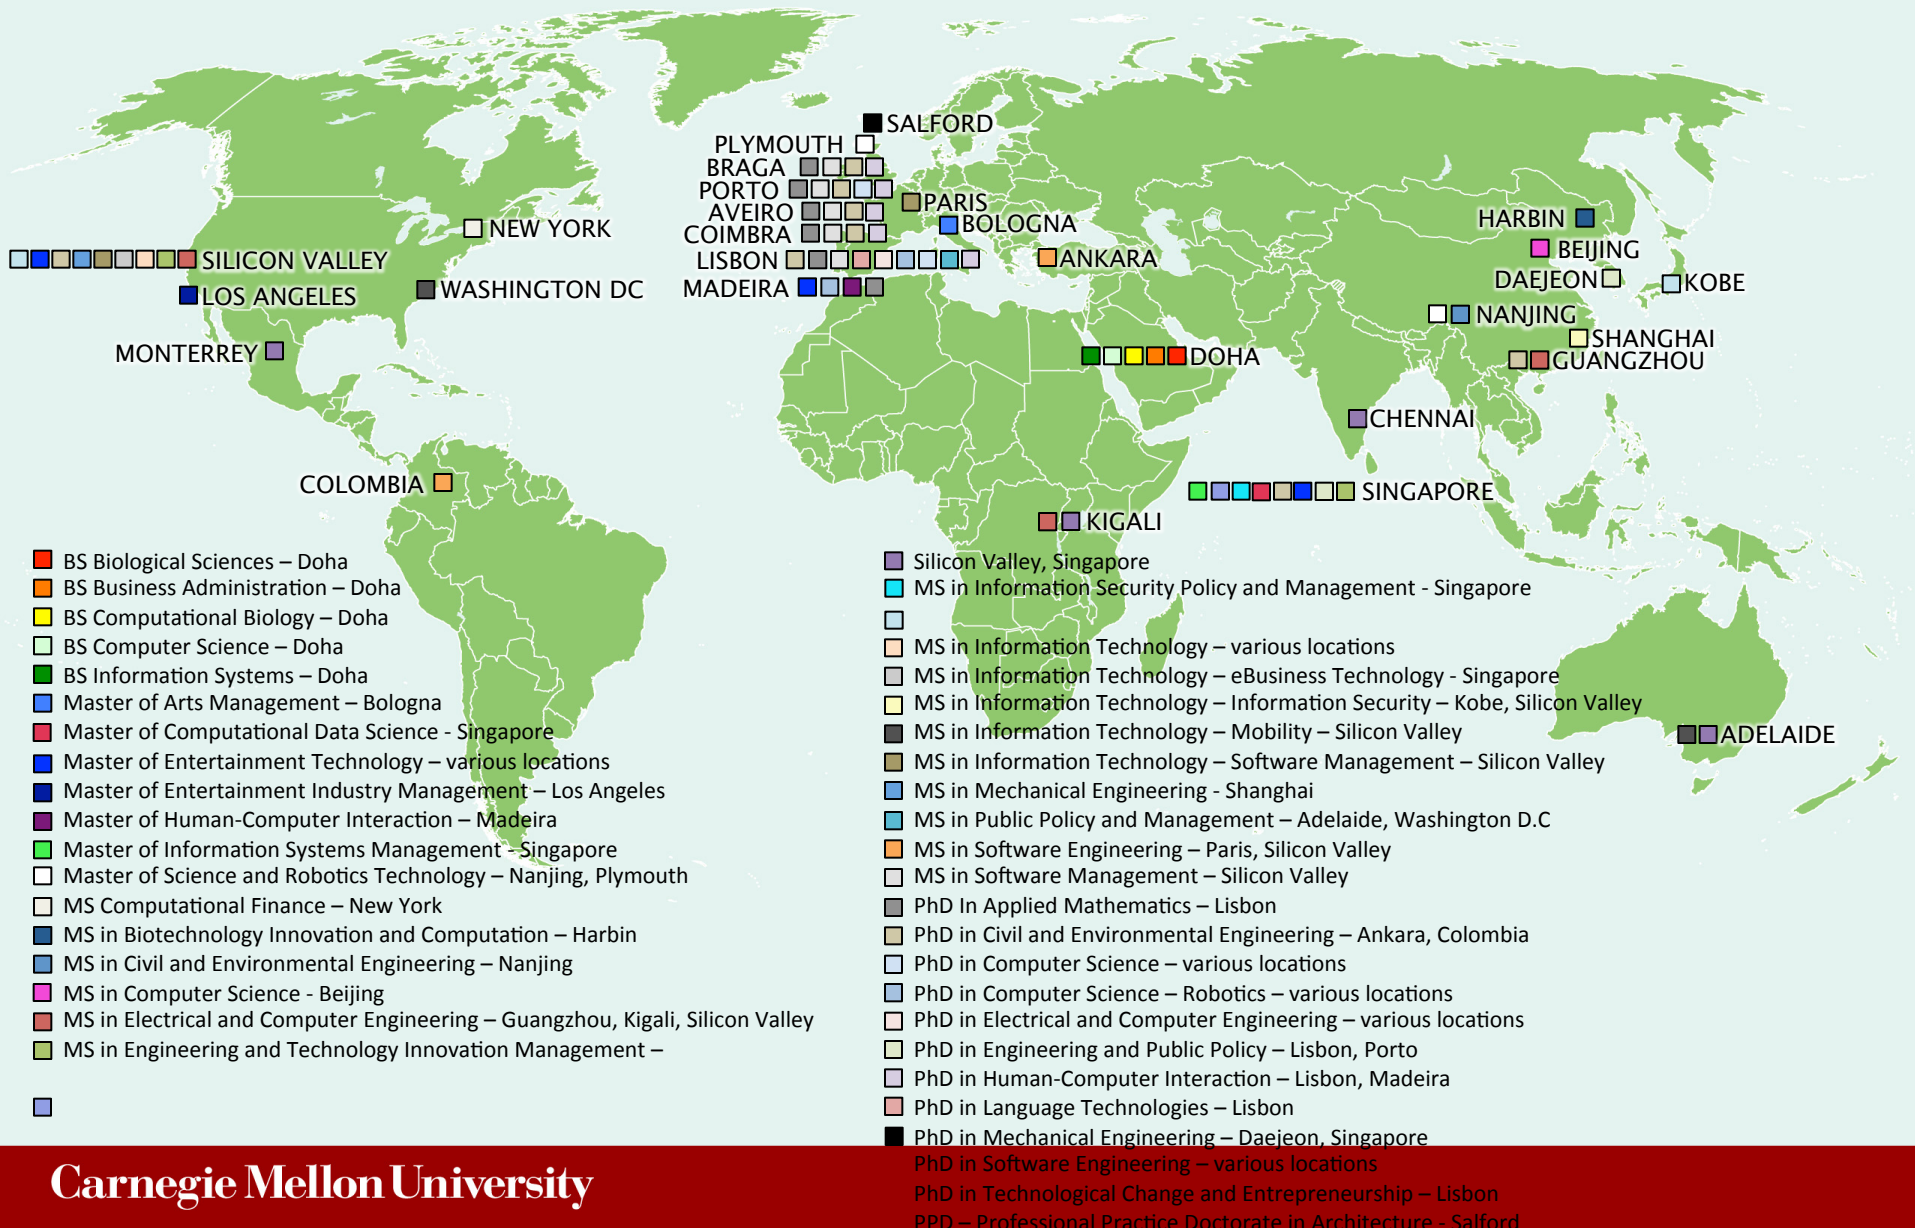 SALFORD
PLYMOUTH
BRAGA
PORTO
PARIS
AVEIRO
HARBIN
NEW YORK
BOLOGNA
COIMBRA
BEIJING
SILICON VALLEY
LISBON
ANKARA
DAEJEON
KOBE
LOS ANGELES
WASHINGTON DC
MADEIRA
NANJING
SHANGHAI
MONTERREY
DOHA
GUANGZHOU
CHENNAI
COLOMBIA
SINGAPORE
KIGALI
ADELAIDE
BS Biological Sciences – Doha
BS Business Administration – Doha
BS Computational Biology – Doha
BS Computer Science – Doha
BS Information Systems – Doha
Master of Arts Management – Bologna
Master of Computational Data Science - Singapore
Master of Entertainment Technology – various locations
Master of Entertainment Industry Management – Los Angeles
Master of Human-Computer Interaction – Madeira
Master of Information Systems Management - Singapore
Master of Science and Robotics Technology – Nanjing, Plymouth
MS Computational Finance – New York
MS in Biotechnology Innovation and Computation – Harbin
MS in Civil and Environmental Engineering – Nanjing
MS in Computer Science - Beijing
MS in Electrical and Computer Engineering – Guangzhou, Kigali, Silicon Valley
MS in Engineering and Technology Innovation Management –
Silicon Valley, Singapore
MS in Information Security Policy and Management - Singapore
MS in Information Technology – various locations
MS in Information Technology – eBusiness Technology - Singapore
MS in Information Technology – Information Security – Kobe, Silicon Valley
MS in Information Technology – Mobility – Silicon Valley
MS in Information Technology – Software Management – Silicon Valley
MS in Mechanical Engineering - Shanghai
MS in Public Policy and Management – Adelaide, Washington D.C
MS in Software Engineering – Paris, Silicon Valley
MS in Software Management – Silicon Valley
PhD In Applied Mathematics – Lisbon
PhD in Civil and Environmental Engineering – Ankara, Colombia
PhD in Computer Science – various locations
PhD in Computer Science – Robotics – various locations
PhD in Electrical and Computer Engineering – various locations
PhD in Engineering and Public Policy – Lisbon, Porto
PhD in Human-Computer Interaction – Lisbon, Madeira
PhD in Language Technologies – Lisbon
PhD in Mechanical Engineering – Daejeon, Singapore
PhD in Software Engineering – various locations
PhD in Technological Change and Entrepreneurship – Lisbon
PPD – Professional Practice Doctorate in Architecture - Salford
Carnegie Mellon University